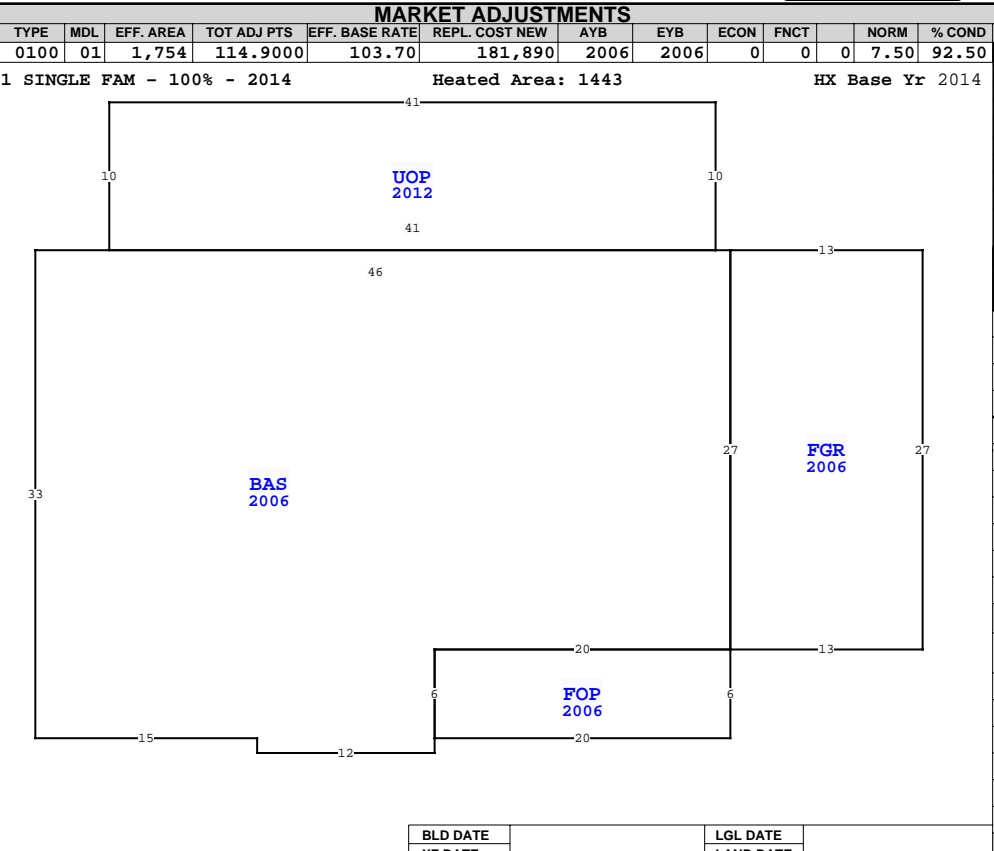 MARKET ADJUSTMENTS
TYPE MDL EFF. AREA TOT ADJ PTS EFF. BASE RATE REPL. COST NEW AYB EYB ECON FNCT NORM % COND
0100 01 1,754 114.9000 103.70 181,890 2006 2006 0 0 0 7.50 92.50
1 SINGLE FAM - 100% - 2014 Heated Area: 1443 HX Base Yr 2014
41
10 UOP 10
2012
41
13
46
27 FGR 27
2006
BAS
33
2006
20 13
6 FOP 6
2006
15 20
12
BLD DATE LGL DATE